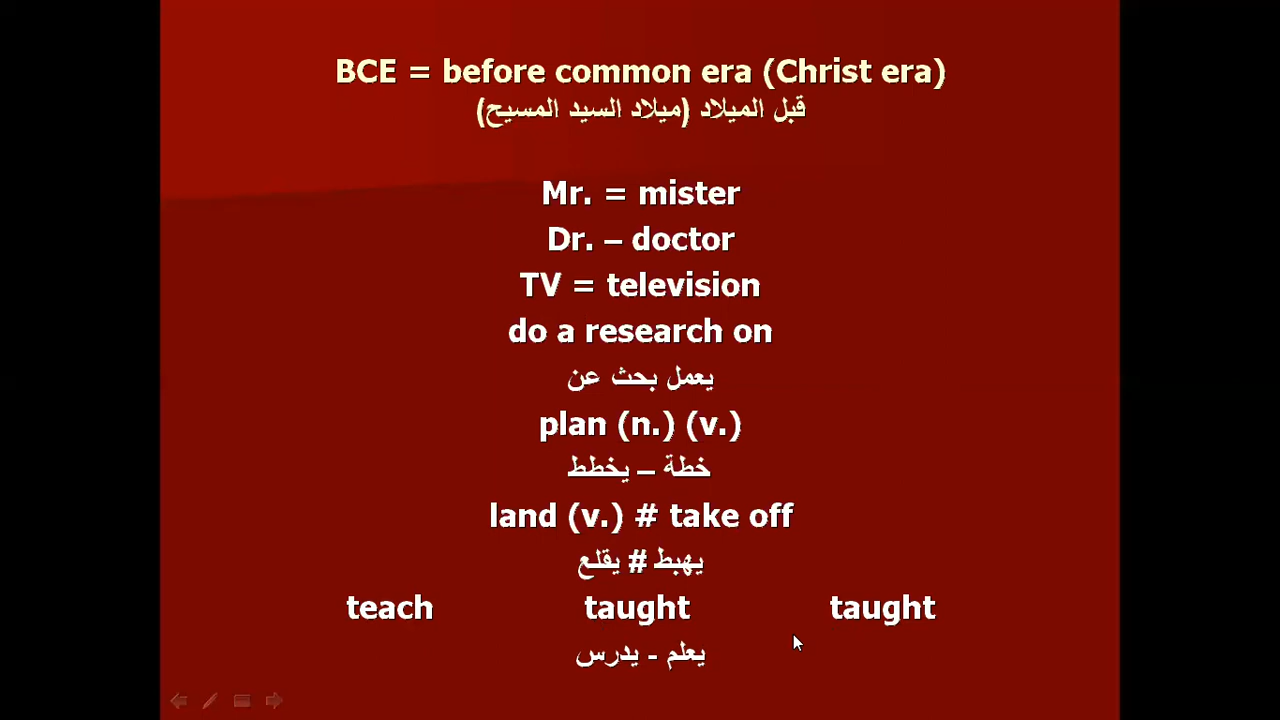 BCE = before common era (Christ era)
قبل الميلاد (ميلاد السيد المسيح)
Mr. = mister
Dr. – doctor
TV = television
do a research on
يعمل بحث عن
plan (n.) (v.)
خطة – يخطط
land (v.) # take off
يهبط # يقلع
teach taught taught
يعلم - يدرس